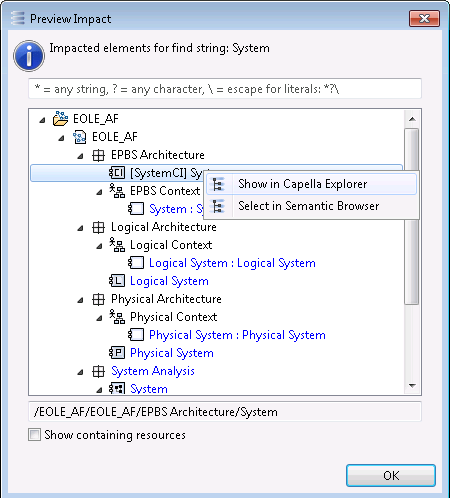 Preview Impact
Impacted elements for find string: System
* = any string, ? = any character, \ = escape for literals: *?\
EOLE_AF
EOLE_AF
EPBS Architecture
[SystemCI]
Show in Capella Explorer
EPBS Context
Select in Semantic Browser
System :
Logical Architecture
Logical Context
Logical System : Logical System
Logical System
Physical Architecture
Physical Context
Physical System : Physical System
Physical System
System Analysis
System
/EOLE_AF/EOLE_AF/EPBS Architecture/System
Show containing resources
OK